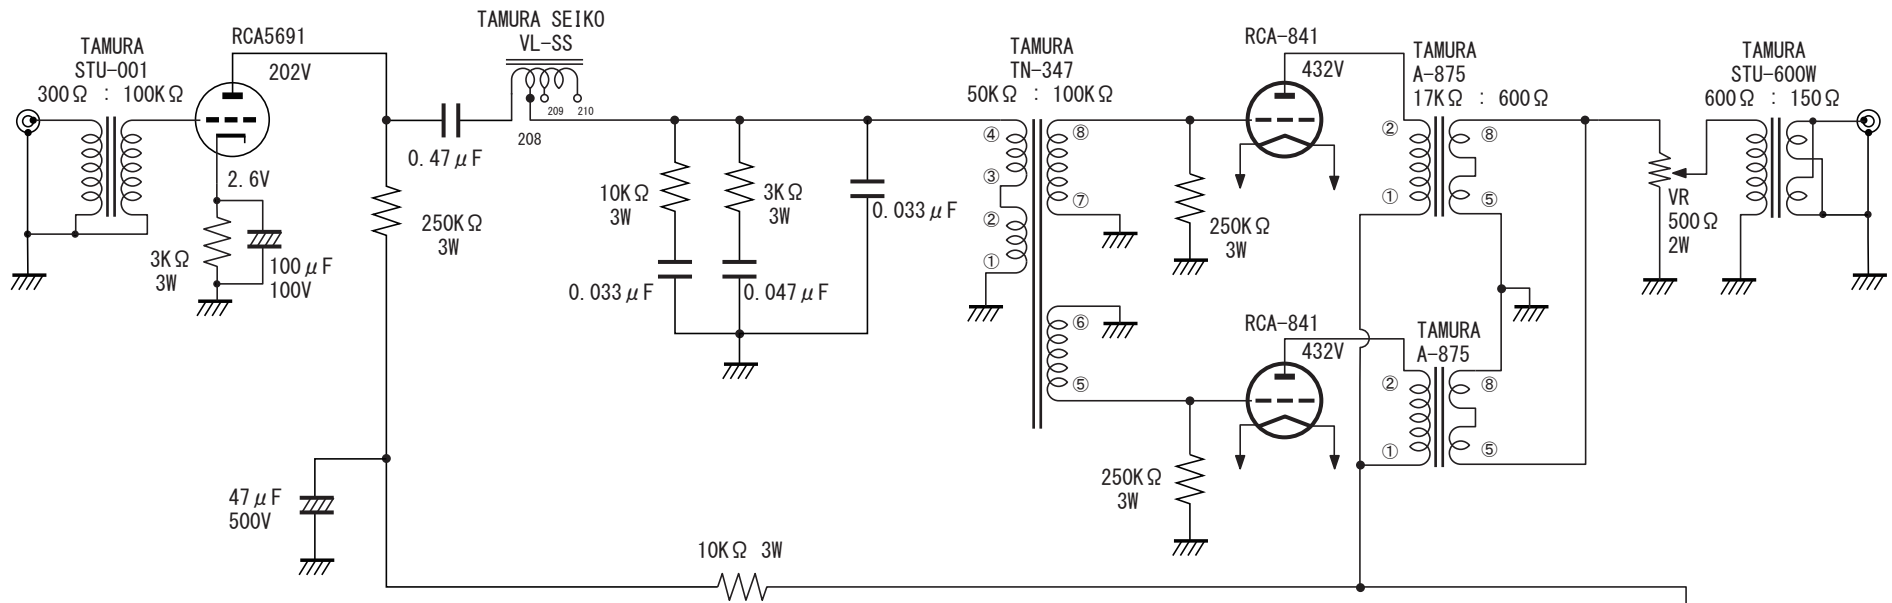 TAMURA
STU-001
300Ω : 100KΩ
RCA5691
202V
2.6V
3KΩ
3W
100μF
100V
TAMURA SEIKO
VL-SS
209
210
208
0.47μF
250KΩ
3W
10KΩ
3W
3KΩ
3W
0.033μF
0.033μF
0.047μF
TAMURA
TN-347
50KΩ : 100KΩ
④
⑧
③
②
⑦
①
⑥
⑤
RCA-841
432V
250KΩ
3W
TAMURA
A-875
17KΩ : 600Ω
②
⑧
①
⑤
VR
500Ω
2W
TAMURA
STU-600W
600Ω : 150Ω
RCA-841
432V
TAMURA
A-875
②
⑧
①
⑤
250KΩ
3W
47μF
500V
10KΩ 3W